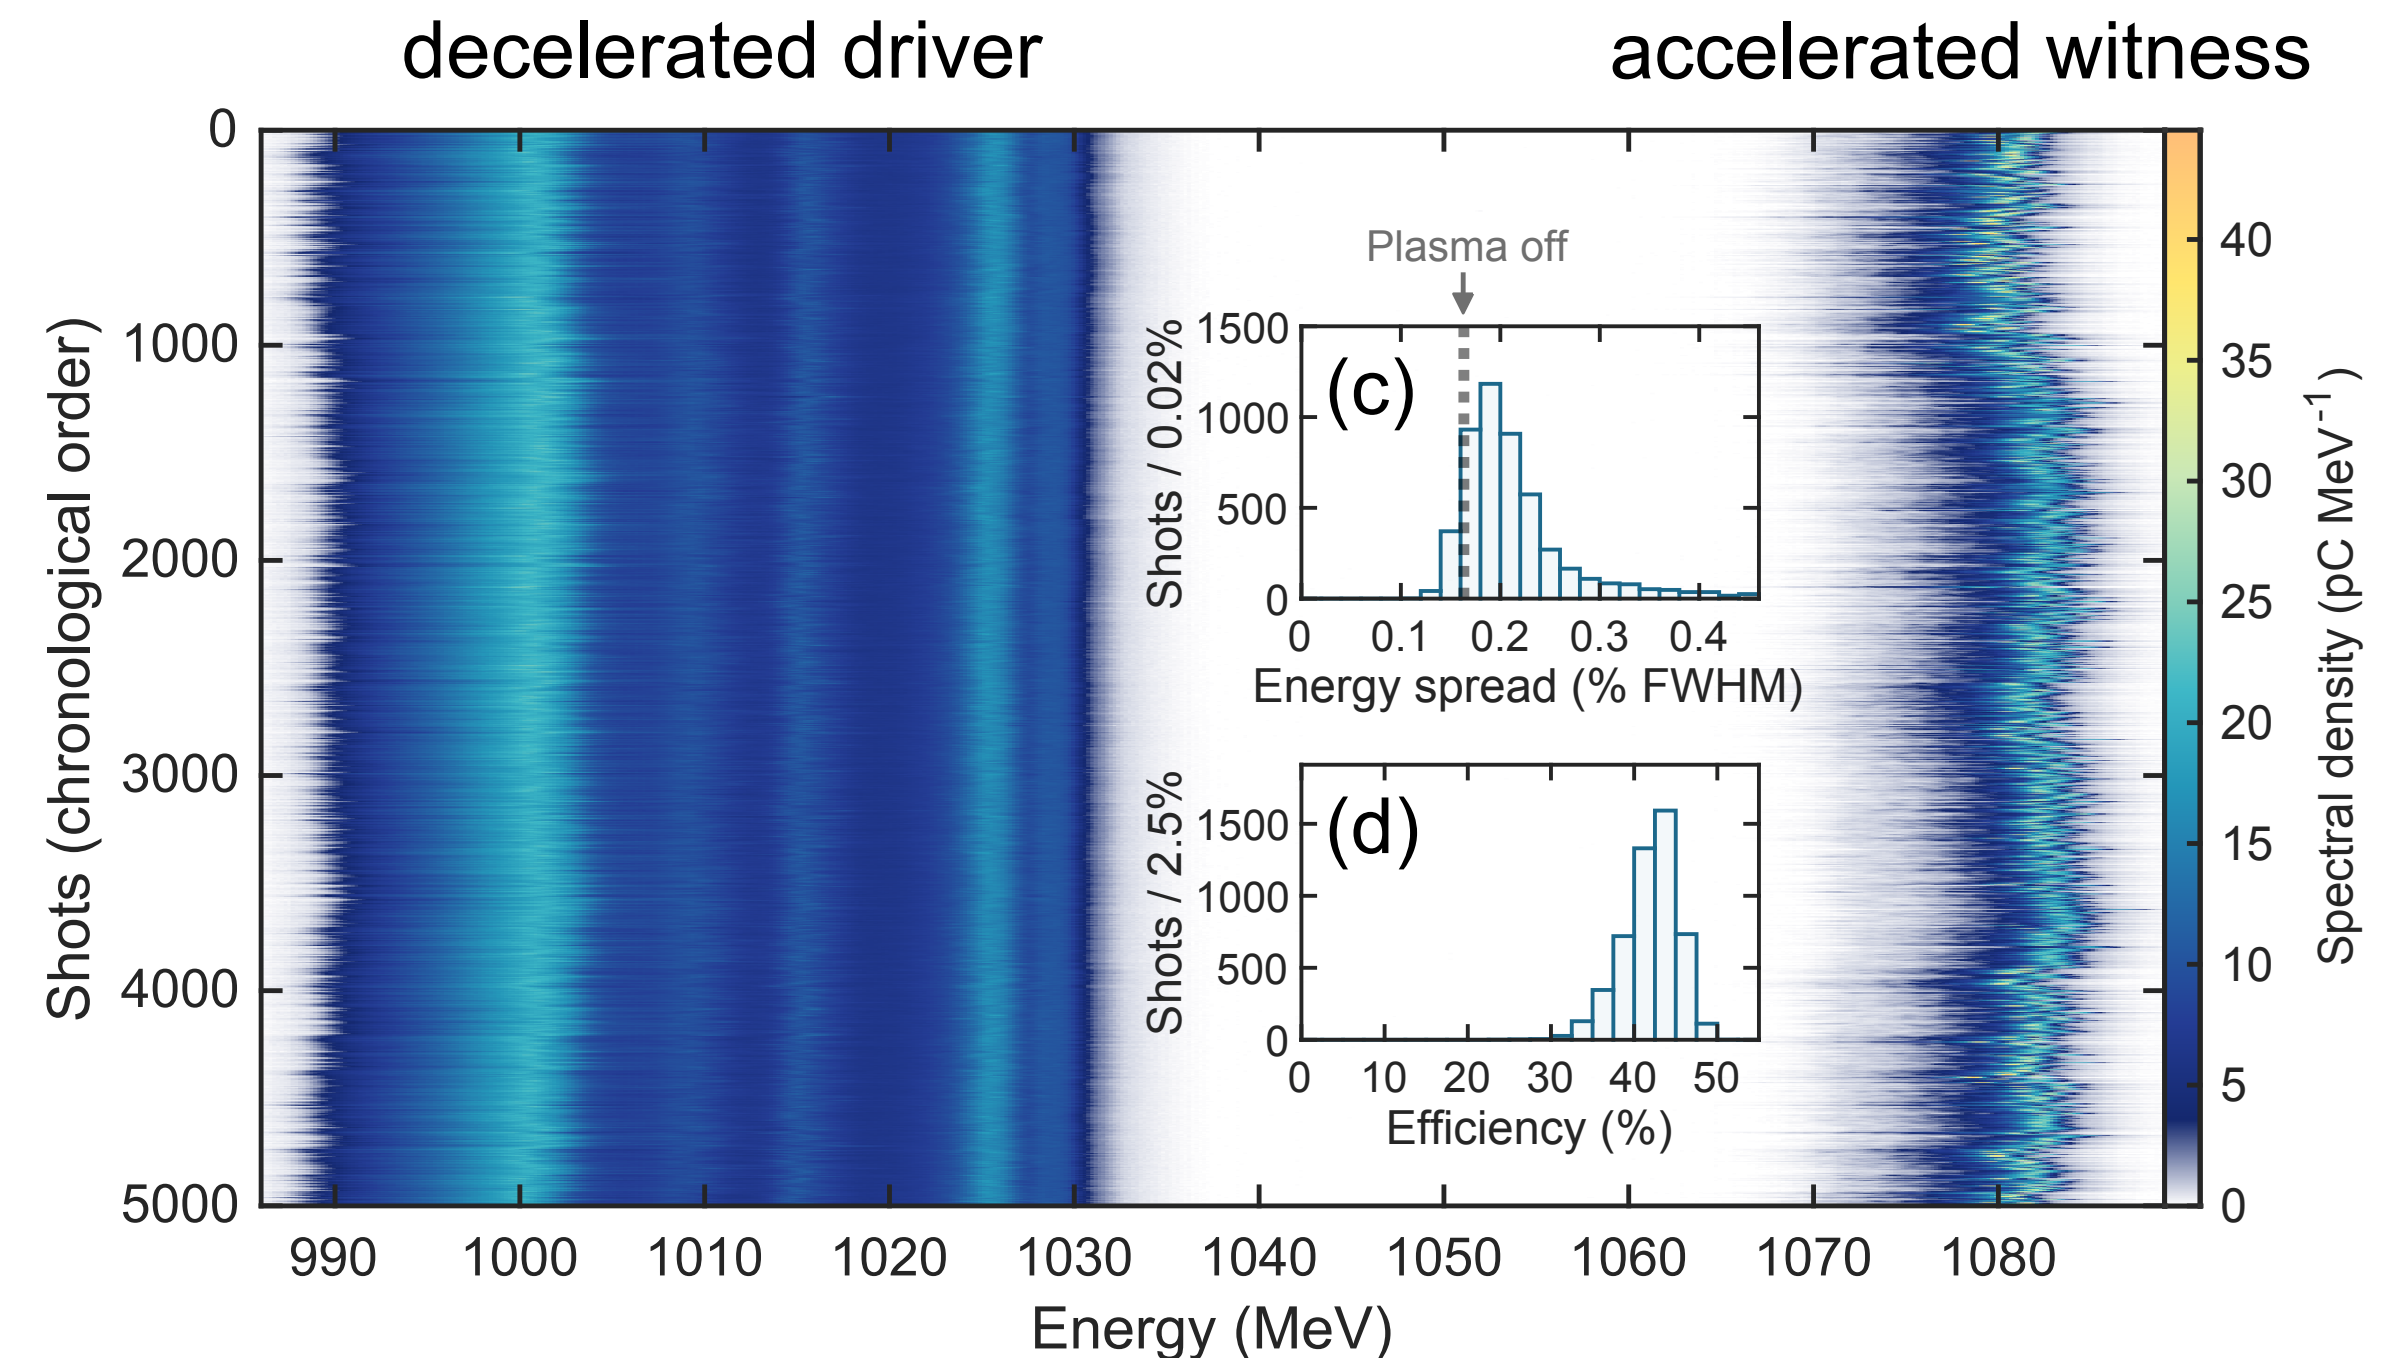 decelerated driver
accelerated witness
Shots (chronological order)
0
1000
2000
3000
4000
5000
990 1000 1010 1020 1030 1040 1050 1060 1070 1080
Energy (MeV)
Plasma off
(c)
Shots / 0.02%
1500
1000
500
0
0 0.1 0.2 0.3 0.4
Energy spread (% FWHM)
(d)
Shots / 2.5%
1500
1000
500
0
0 10 20 30 40 50
Efficiency (%)
40
35
30
25
20
15
10
5
0
Spectral density (pC MeV⁻¹)